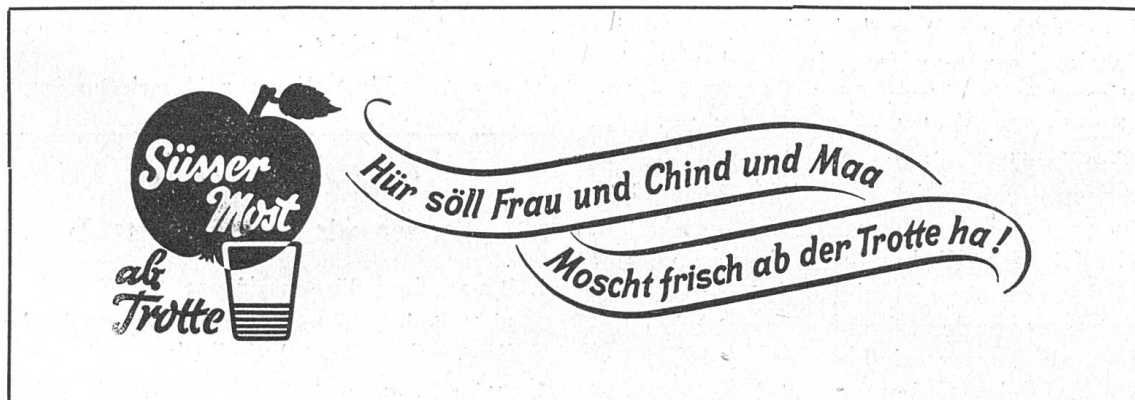 Süsser
Most
ab
Trotte
Hür söll Frau und Chind und Maa
Moscht frisch ab der Trotte ha!